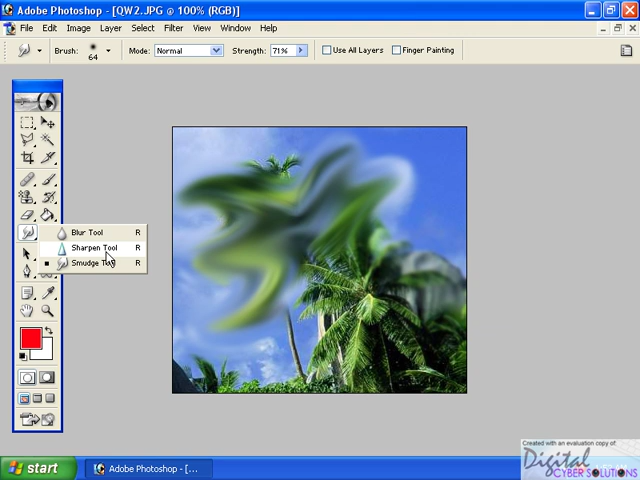 Adobe Photoshop - [QW2.JPG @ 100% (RGB)]
File Edit Image Layer Select Filter View Window Help
Brush: 64 Mode: Normal Strength: 71% Use All Layers Finger Painting
Blur Tool R
Sharpen Tool R
Smudge R
start Adobe Photoshop - [...
Created with an evaluation copy of:
Digital
CYBER SOLUTIONS